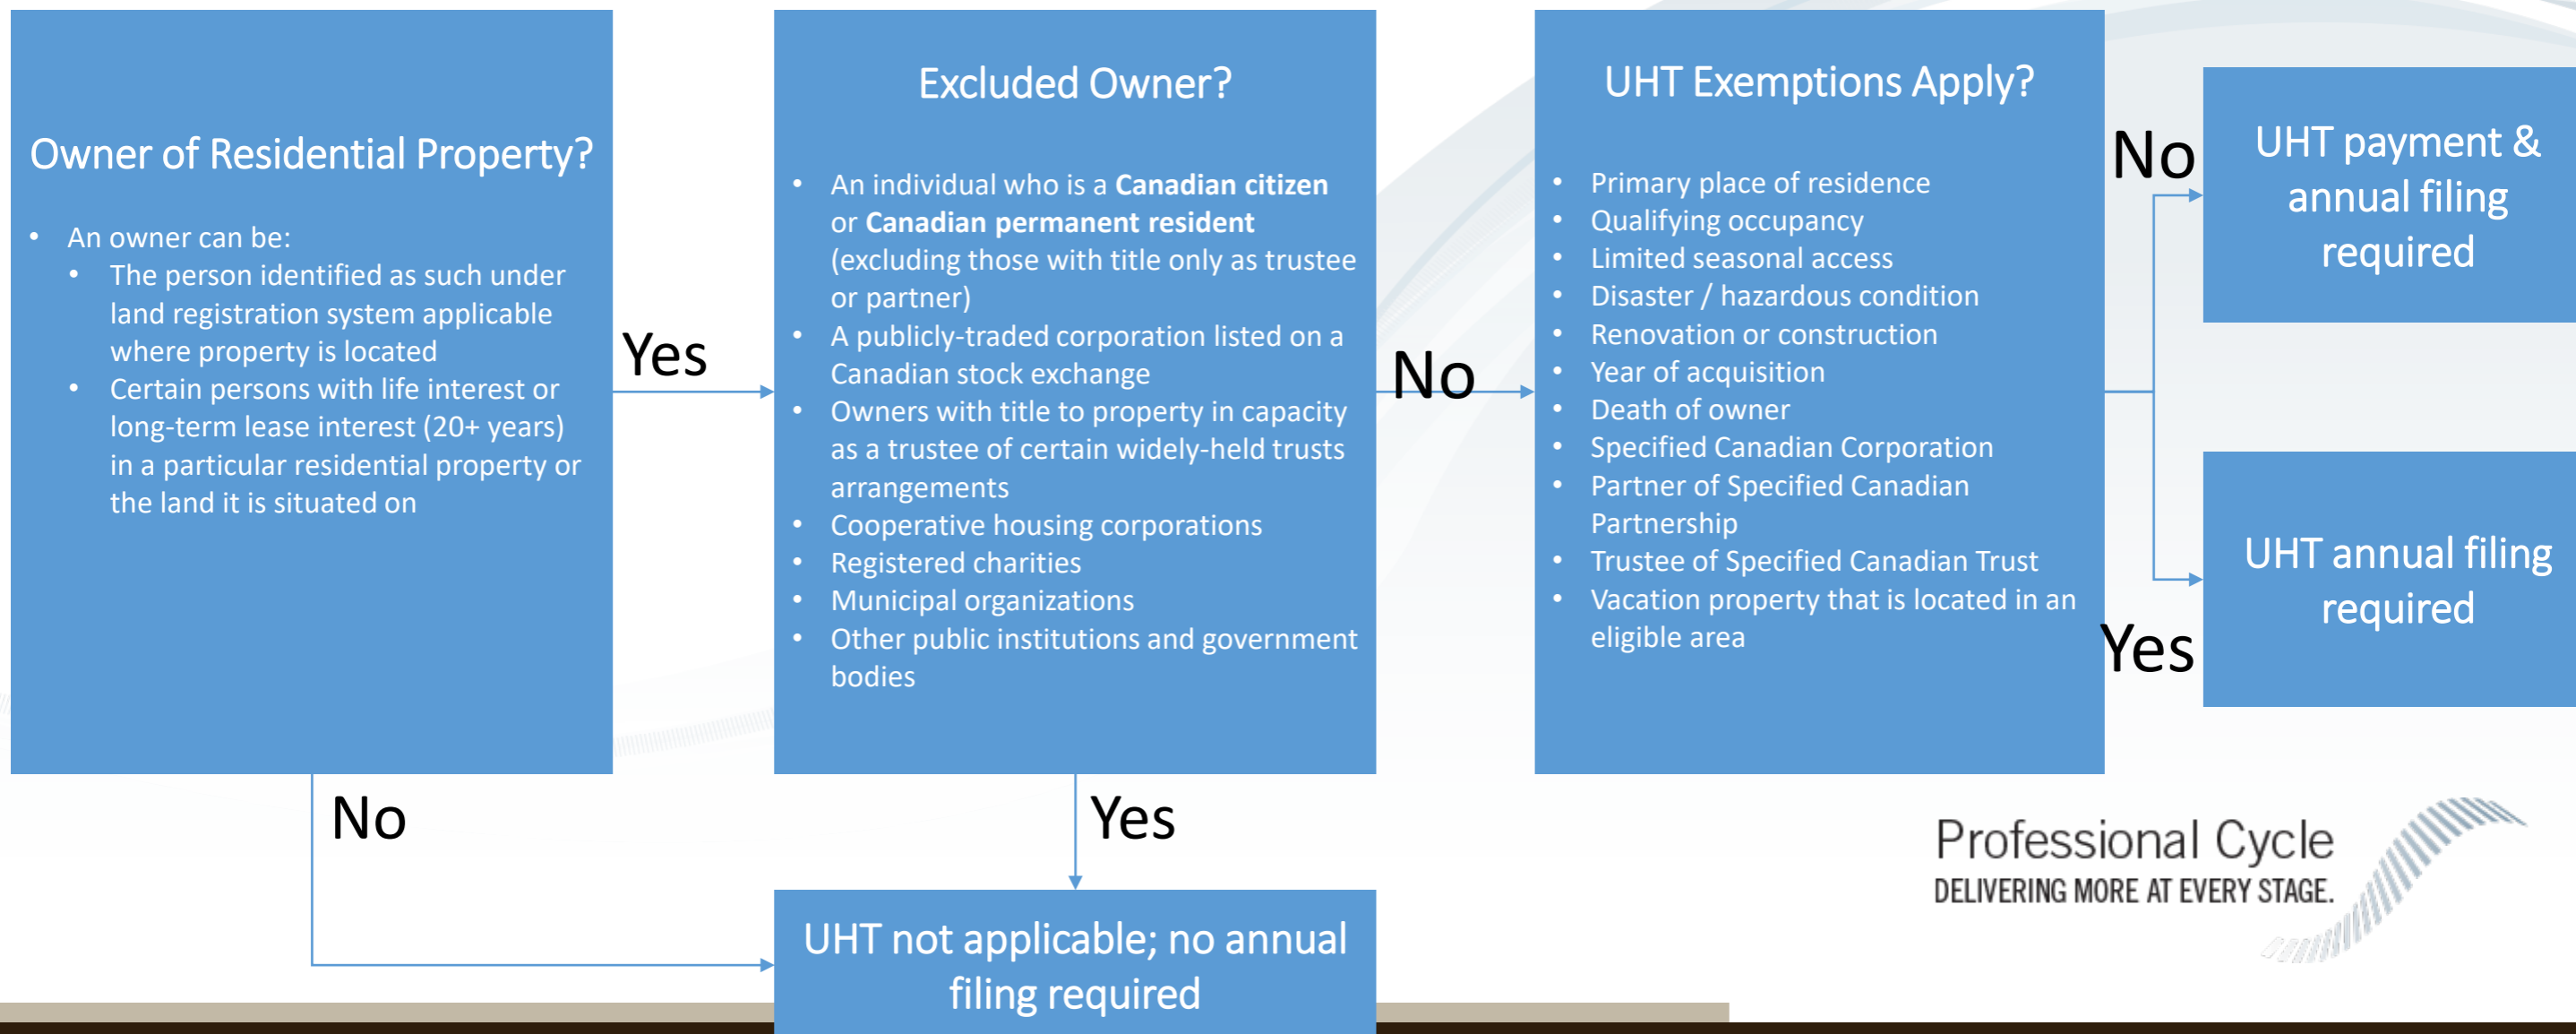 Owner of Residential Property?
• An owner can be:
• The person identified as such under
land registration system applicable
where property is located
• Certain persons with life interest or
long-term lease interest (20+ years)
in a particular residential property or
the land it is situated on
Yes
No
Excluded Owner?
• An individual who is a Canadian citizen
or Canadian permanent resident
(excluding those with title only as trustee
or partner)
• A publicly-traded corporation listed on a
Canadian stock exchange
• Owners with title to property in capacity
as a trustee of certain widely-held trusts
arrangements
• Cooperative housing corporations
• Registered charities
• Municipal organizations
• Other public institutions and government
bodies
No
Yes
UHT not applicable; no annual
filing required
UHT Exemptions Apply?
• Primary place of residence
• Qualifying occupancy
• Limited seasonal access
• Disaster / hazardous condition
• Renovation or construction
• Year of acquisition
• Death of owner
• Specified Canadian Corporation
• Partner of Specified Canadian
Partnership
• Trustee of Specified Canadian Trust
• Vacation property that is located in an
eligible area
No
UHT payment &
annual filing
required
Yes
UHT annual filing
required
Professional Cycle
DELIVERING MORE AT EVERY STAGE.